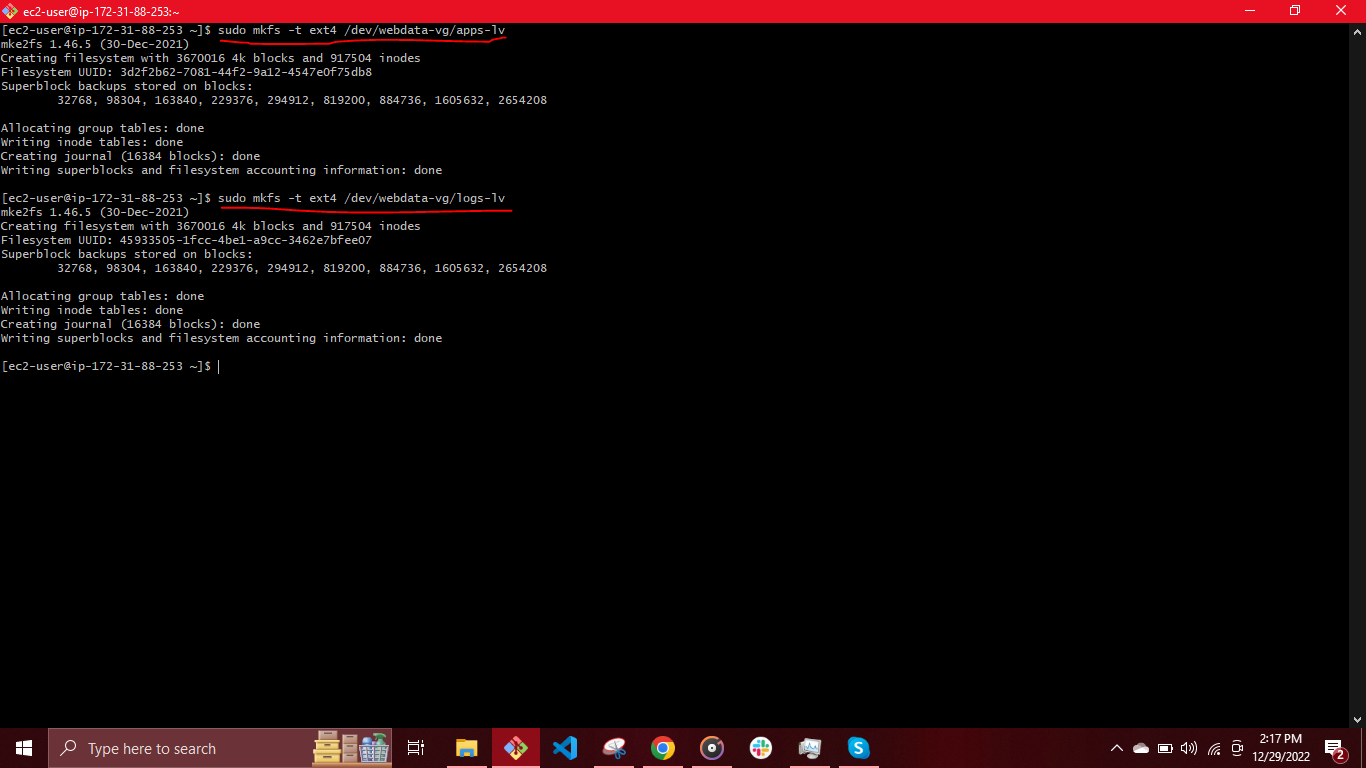 ec2-user@ip-172-31-88-253:~
[ec2-user@ip-172-31-88-253 ~]$ sudo mkfs -t ext4 /dev/webdata-vg/apps-lv
mke2fs 1.46.5 (30-Dec-2021)
Creating filesystem with 3670016 4k blocks and 917504 inodes
Filesystem UUID: 3d2f2b62-7081-44f2-9a12-4547e0f75db8
Superblock backups stored on blocks:
32768, 98304, 163840, 229376, 294912, 819200, 884736, 1605632, 2654208
Allocating group tables: done
Writing inode tables: done
Creating journal (16384 blocks): done
Writing superblocks and filesystem accounting information: done
[ec2-user@ip-172-31-88-253 ~]$ sudo mkfs -t ext4 /dev/webdata-vg/logs-lv
mke2fs 1.46.5 (30-Dec-2021)
Creating filesystem with 3670016 4k blocks and 917504 inodes
Filesystem UUID: 45933505-1fcc-4be1-a9cc-3462e7bfee07
Superblock backups stored on blocks:
32768, 98304, 163840, 229376, 294912, 819200, 884736, 1605632, 2654208
Allocating group tables: done
Writing inode tables: done
Creating journal (16384 blocks): done
Writing superblocks and filesystem accounting information: done
[ec2-user@ip-172-31-88-253 ~]$
Type here to search
2:17 PM
12/29/2022
2